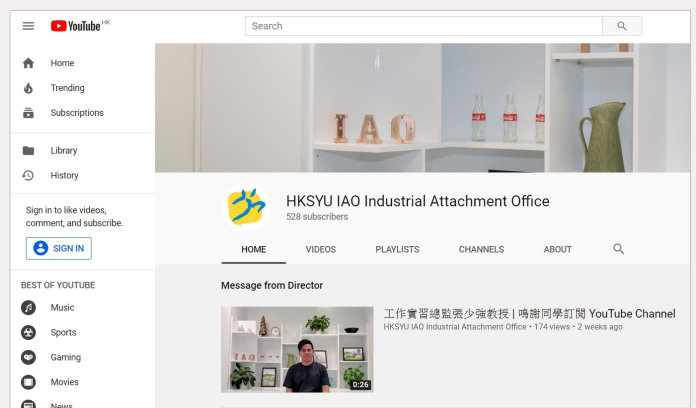 YouTube HK
Search
Home
Trending
Subscriptions
Library
History
Sign in to like videos,
comment, and subscribe.
SIGN IN
BEST OF YOUTUBE
Music
Sports
Gaming
Movies
News
IAO
HKSYU IAO Industrial Attachment Office
528 subscribers
HOME VIDEOS PLAYLISTS CHANNELS ABOUT
Message from Director
IAO
0:26
工作實習總監張少強教授 | 鳴謝同學訂閱 YouTube Channel
HKSYU IAO Industrial Attachment Office • 174 views • 2 weeks ago